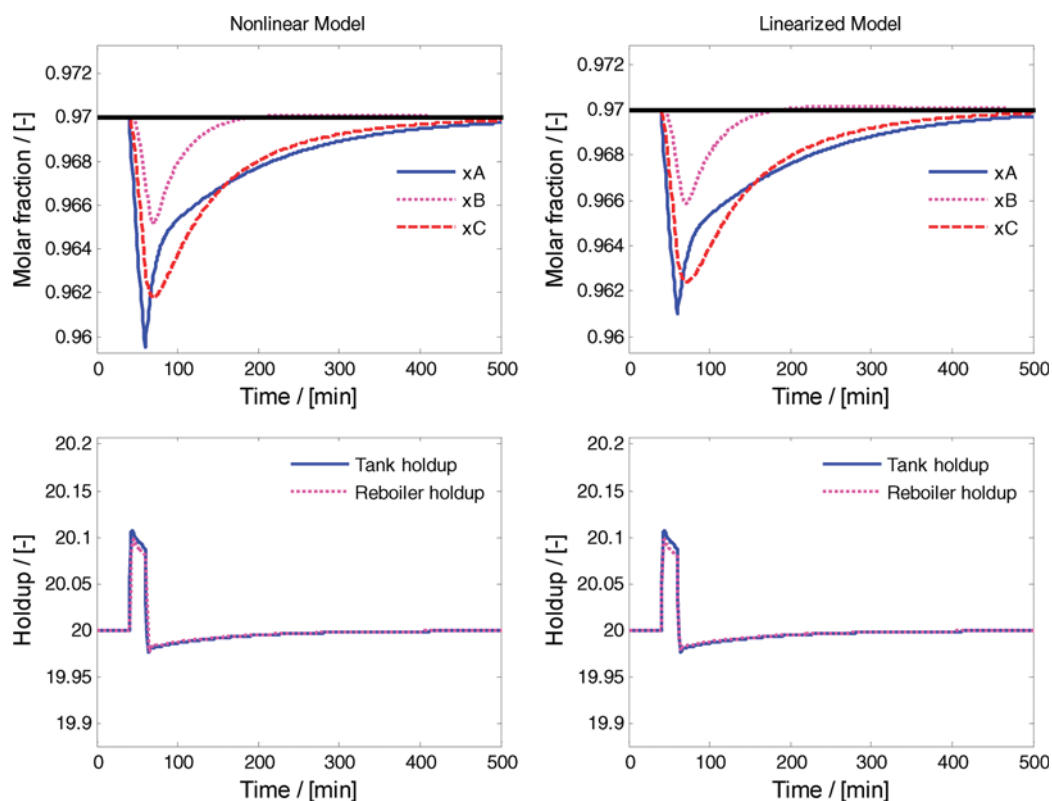 Nonlinear Model
0.972
0.97
0.968
0.966
0.964
0.962
0.96
Molar fraction / [-]
xA
xB
xC
0 100 200 300 400 500
Time / [min]
Linearized Model
0.972
0.97
0.968
0.966
0.964
0.962
0.96
Molar fraction / [-]
xA
xB
xC
0 100 200 300 400 500
Time / [min]
20.2
20.15
20.1
20.05
20
19.95
19.9
Holdup / [-]
Tank holdup
Reboiler holdup
0 100 200 300 400 500
Time / [min]
20.2
20.15
20.1
20.05
20
19.95
19.9
Holdup / [-]
Tank holdup
Reboiler holdup
0 100 200 300 400 500
Time / [min]